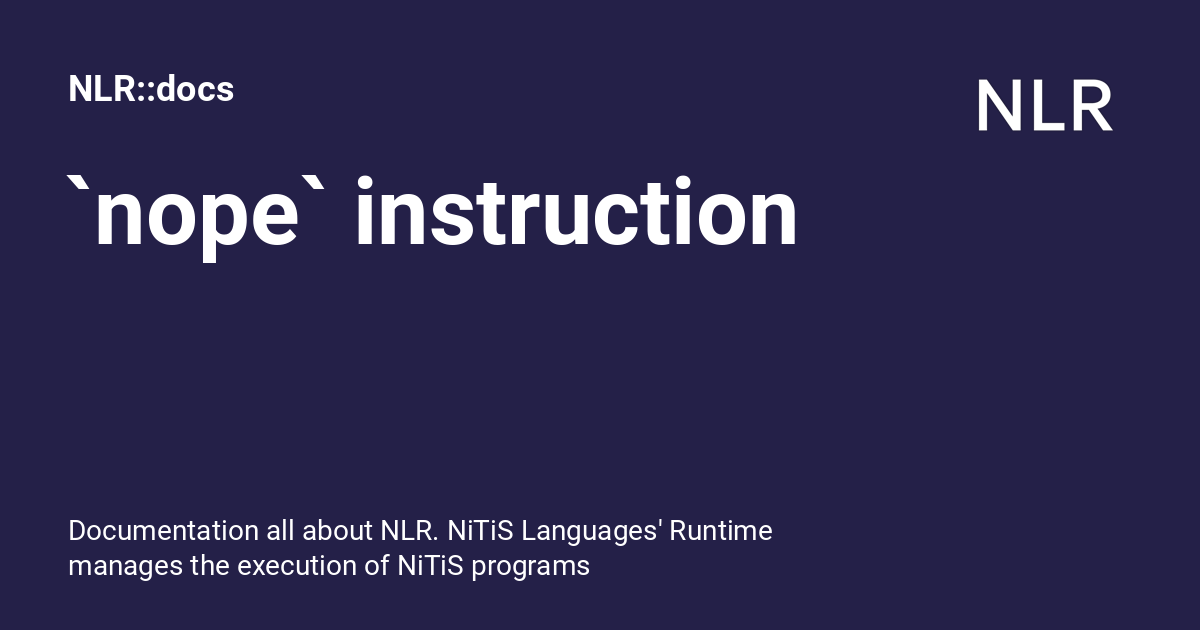 NLR::docs
NLR
`nope` instruction
Documentation all about NLR. NiTiS Languages' Runtime
manages the execution of NiTiS programs